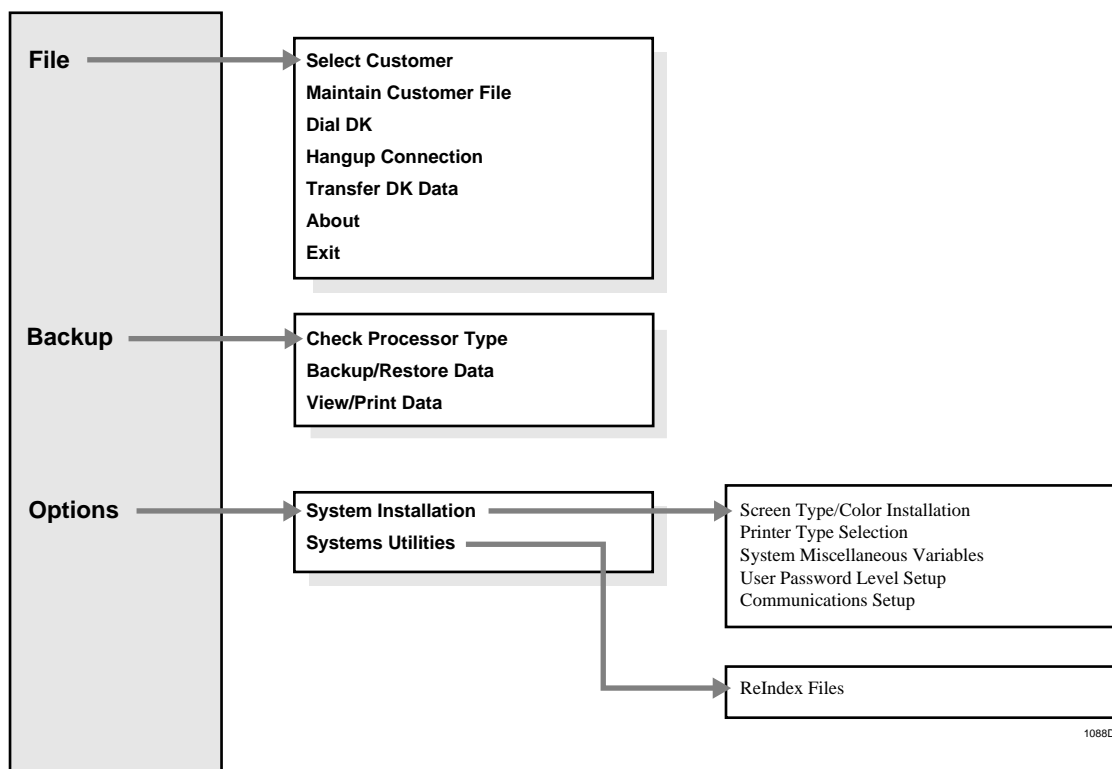 File
Select Customer
Maintain Customer File
Dial DK
Hangup Connection
Transfer DK Data
About
Exit
Backup
Check Processor Type
Backup/Restore Data
View/Print Data
Options
System Installation
Systems Utilities
Screen Type/Color Installation
Printer Type Selection
System Miscellaneous Variables
User Password Level Setup
Communications Setup
ReIndex Files
1088D